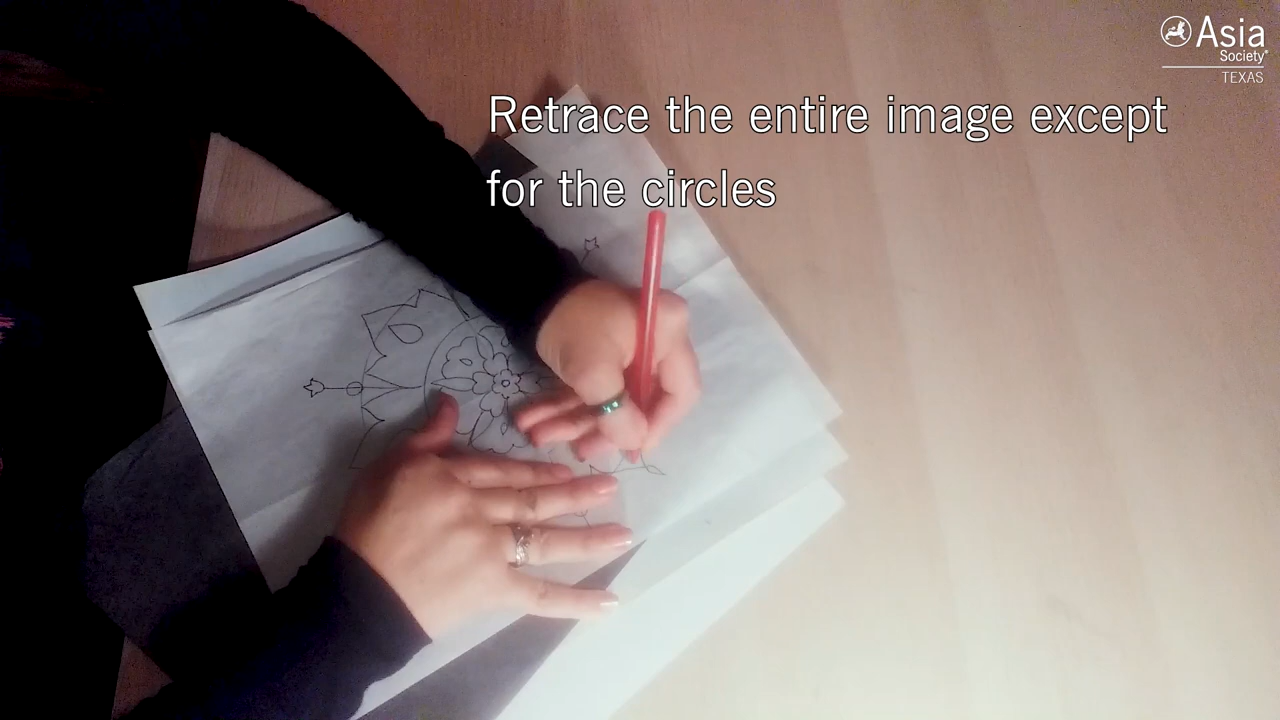 Asia
Society
TEXAS
Retrace the entire image except
for the circles